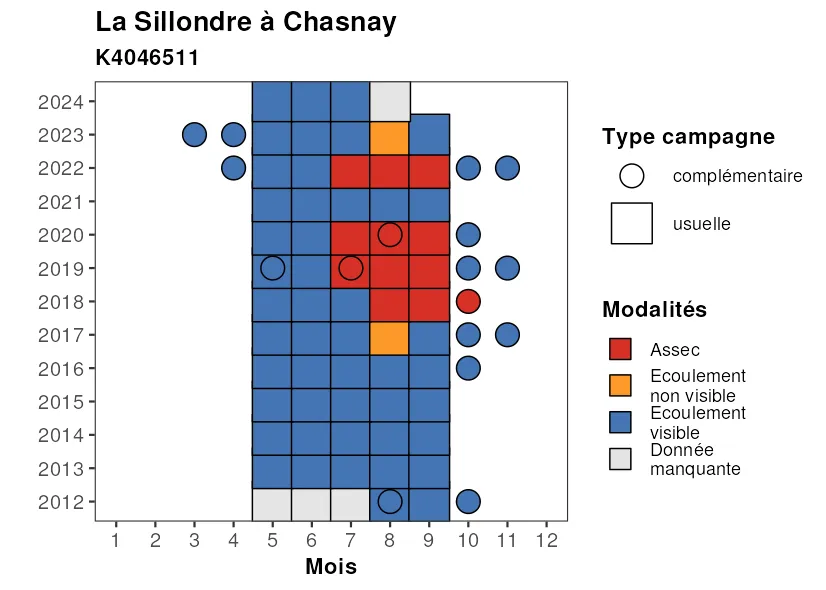 La Sillondre à Chasnay
K4046511
2024
2023
2022
2021
2020
2019
2018
2017
2016
2015
2014
2013
2012
1 2 3 4 5 6 7 8 9 10 11 12
Mois
Type campagne
complémentaire
usuelle
Modalités
Assec
Ecoulement
non visible
Ecoulement
visible
Donnée
manquante